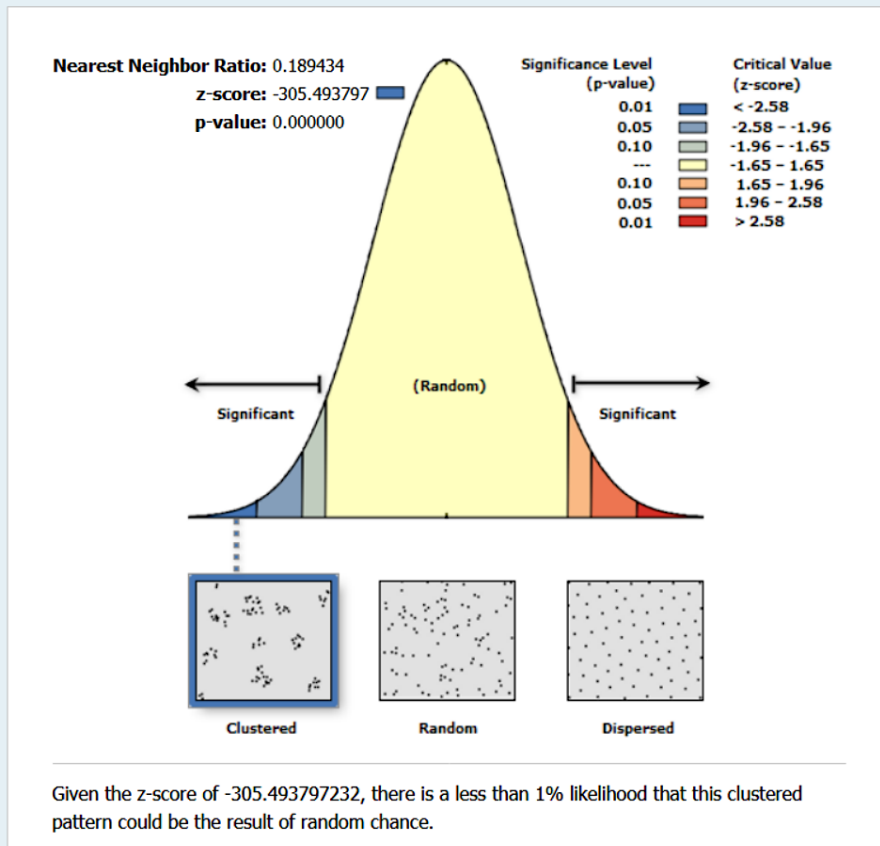 Nearest Neighbor Ratio: 0.189434
z-score: -305.493797
p-value: 0.000000
Significance Level Critical Value
(p-value) (z-score)
0.01 < -2.58
0.05 -2.58 - -1.96
0.10 -1.96 - -1.65
--- -1.65 - 1.65
0.10 1.65 - 1.96
0.05 1.96 - 2.58
0.01 > 2.58
(Random)
Significant Significant
Clustered Random Dispersed
Given the z-score of -305.493797232, there is a less than 1% likelihood that this clustered
pattern could be the result of random chance.